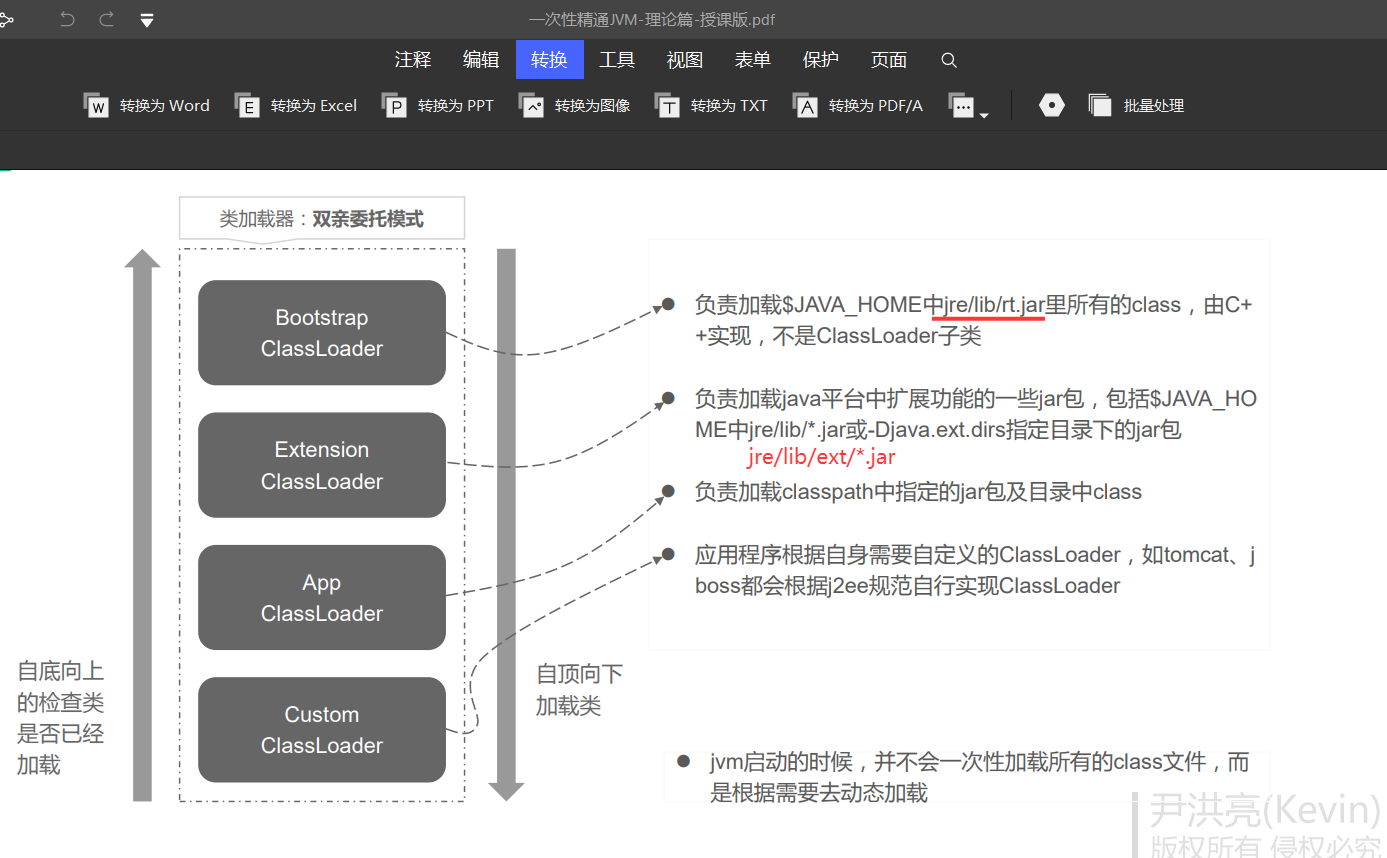 一次性精通JVM-理论篇-授课版.pdf
注释 编辑 转换 工具 视图 表单 保护 页面
W 转换为 Word E 转换为 Excel P 转换为 PPT 转换为图像 T 转换为 TXT A 转换为 PDF/A 批量处理
类加载器：双亲委托模式
Bootstrap
ClassLoader
Extension
ClassLoader
App
ClassLoader
Custom
ClassLoader
自底向上
的检查类
是否已经
加载
自顶向下
加载类
负责加载$JAVA_HOME中jre/lib/rt.jar里所有的class，由C+
+实现，不是ClassLoader子类
负责加载java平台中扩展功能的一些jar包，包括$JAVA_HO
ME中jre/lib/*.jar或-Djava.ext.dirs指定目录下的jar包
jre/lib/ext/*.jar
负责加载classpath中指定的jar包及目录中class
应用程序根据自身需要自定义的ClassLoader，如tomcat、j
boss都会根据j2ee规范自行实现ClassLoader
jvm启动的时候，并不会一次性加载所有的class文件，而
是根据需要去动态加载
尹洪亮(Kevin)
版权所有 侵权必究